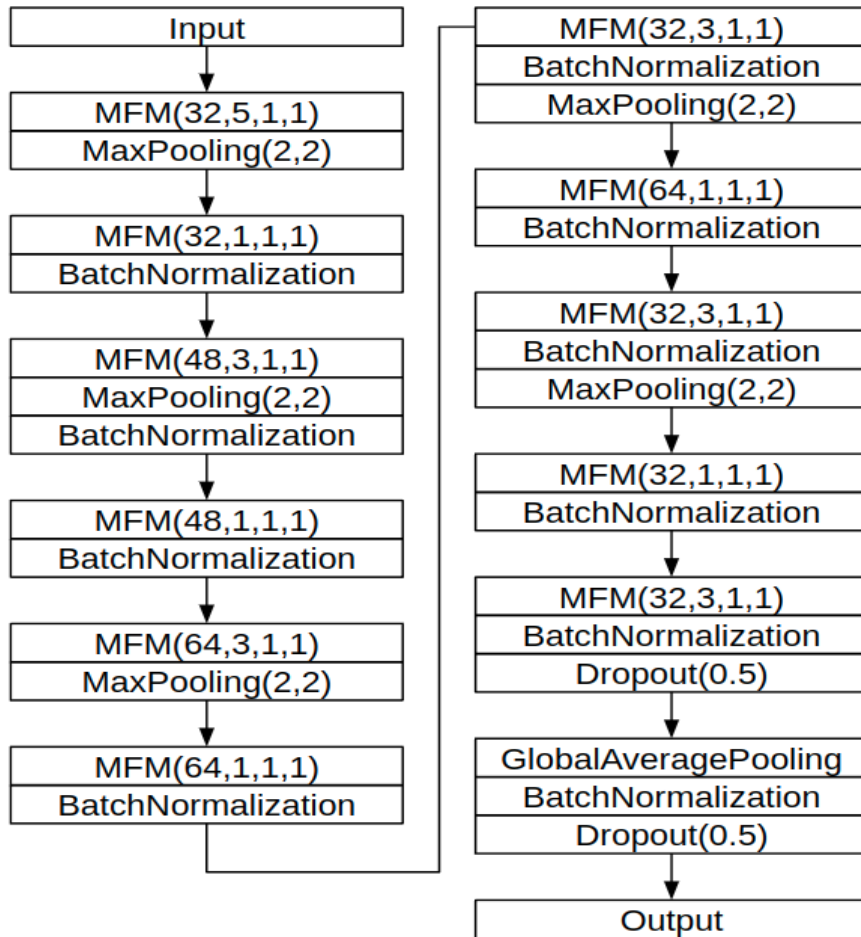 Input
MFM(32,5,1,1)
MaxPooling(2,2)
MFM(32,1,1,1)
BatchNormalization
MFM(48,3,1,1)
MaxPooling(2,2)
BatchNormalization
MFM(48,1,1,1)
BatchNormalization
MFM(64,3,1,1)
MaxPooling(2,2)
MFM(64,1,1,1)
BatchNormalization
MFM(32,3,1,1)
BatchNormalization
MaxPooling(2,2)
MFM(64,1,1,1)
BatchNormalization
MFM(32,3,1,1)
BatchNormalization
MaxPooling(2,2)
MFM(32,1,1,1)
BatchNormalization
MFM(32,3,1,1)
BatchNormalization
Dropout(0.5)
GlobalAveragePooling
BatchNormalization
Dropout(0.5)
Output